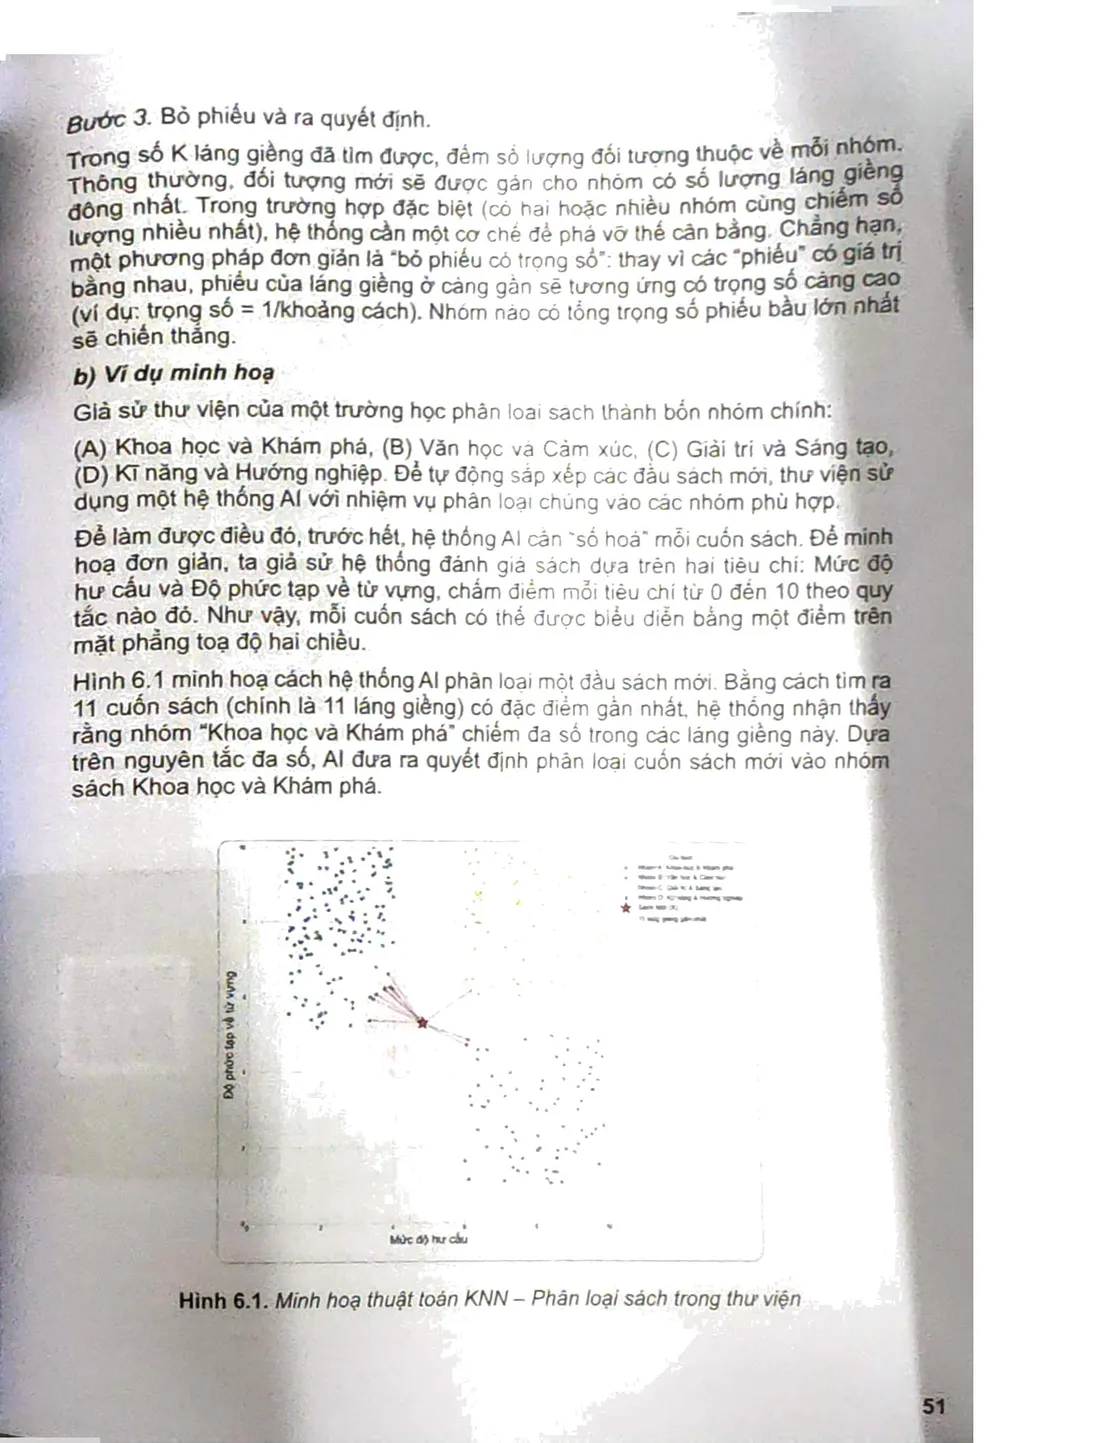 Bước 3. Bỏ phiếu và ra quyết định.
Trong số K láng giềng đã tìm được, đếm số lượng đối tượng thuộc về mỗi nhóm.
Thông thường, đối tượng mới sẽ được gán cho nhóm có số lượng láng giềng
đông nhất. Trong trường hợp đặc biệt (có hai hoặc nhiều nhóm cùng chiếm số
lượng nhiều nhất), hệ thống cần một cơ chế để phá vỡ thế cân bằng. Chẳng hạn,
một phương pháp đơn giản là “bỏ phiếu có trọng số”: thay vì các “phiếu” có giá trị
bằng nhau, phiếu của láng giềng ở càng gần sẽ tương ứng có trọng số càng cao
(ví dụ: trọng số = 1/khoảng cách). Nhóm nào có tổng trọng số phiếu bầu lớn nhất
sẽ chiến thắng.
b) Ví dụ minh hoạ
Giả sử thư viện của một trường học phân loại sách thành bốn nhóm chính:
(A) Khoa học và Khám phá, (B) Văn học và Cảm xúc, (C) Giải trí và Sáng tạo,
(D) Kĩ năng và Hướng nghiệp. Để tự động sắp xếp các đầu sách mới, thư viện sử
dụng một hệ thống AI với nhiệm vụ phân loại chúng vào các nhóm phù hợp.
Để làm được điều đó, trước hết, hệ thống AI cần “số hoá” mỗi cuốn sách. Để minh
hoạ đơn giản, ta giả sử hệ thống đánh giá sách dựa trên hai tiêu chí: Mức độ
hư cấu và Độ phức tạp về từ vựng, chấm điểm mỗi tiêu chí từ 0 đến 10 theo quy
tắc nào đó. Như vậy, mỗi cuốn sách có thể được biểu diễn bằng một điểm trên
mặt phẳng toạ độ hai chiều.
Hình 6.1 minh hoạ cách hệ thống AI phân loại một đầu sách mới. Bằng cách tìm ra
11 cuốn sách (chính là 11 láng giềng) có đặc điểm gần nhất, hệ thống nhận thấy
rằng nhóm “Khoa học và Khám phá” chiếm đa số trong các láng giềng này. Dựa
trên nguyên tắc đa số, AI đưa ra quyết định phân loại cuốn sách mới vào nhóm
sách Khoa học và Khám phá.
Độ phức tạp về từ vựng
Mức độ hư cấu
Hình 6.1. Minh hoạ thuật toán KNN – Phân loại sách trong thư viện
51